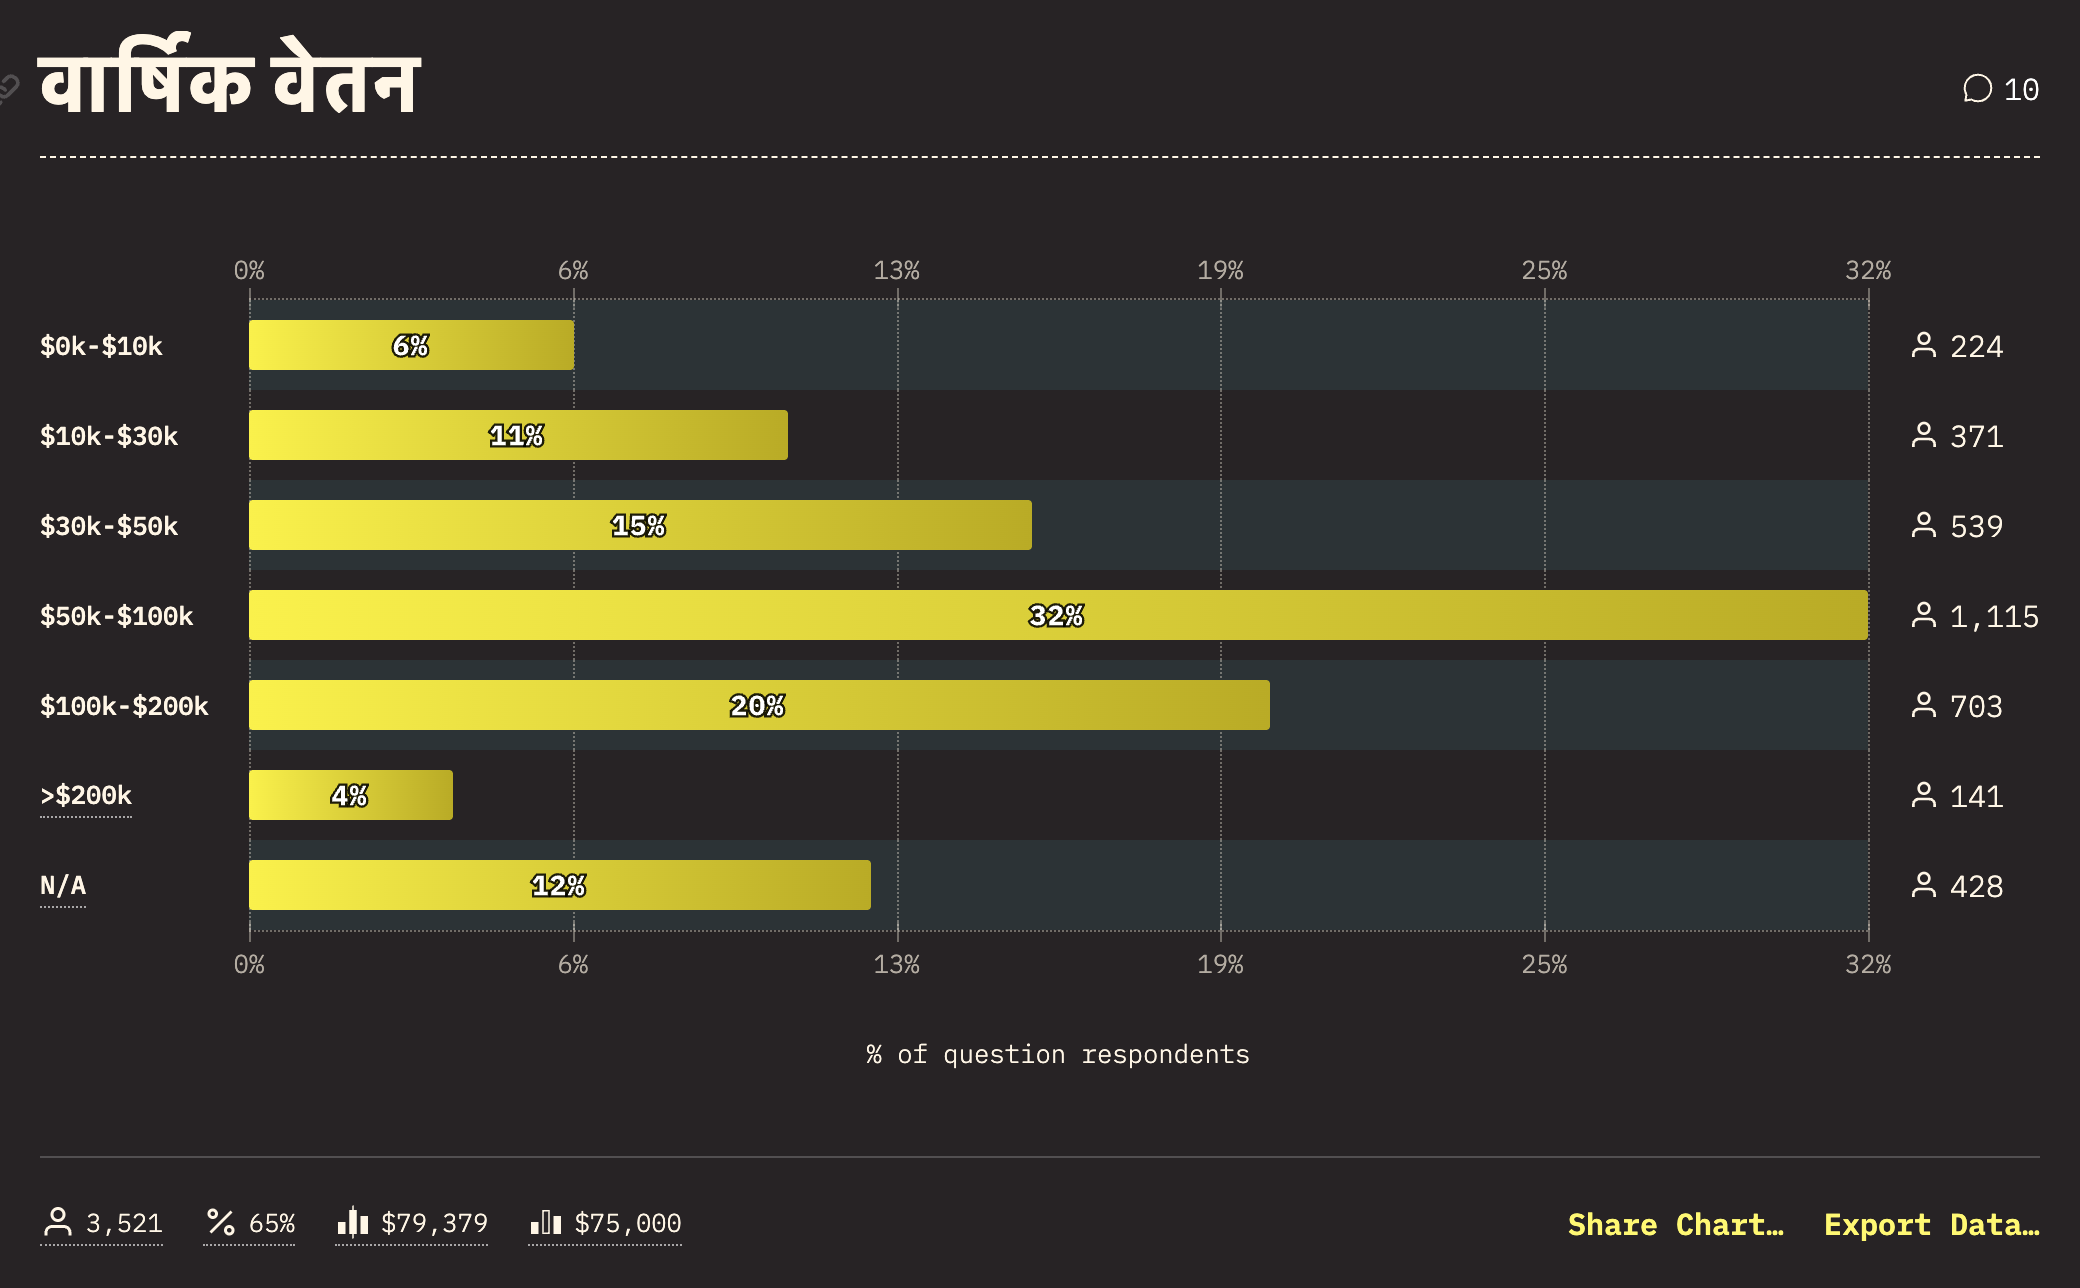 वार्षिक वेतन
10
0% 6% 13% 19% 25% 32%
$0k-$10k 6% 224
$10k-$30k 11% 371
$30k-$50k 15% 539
$50k-$100k 32% 1,115
$100k-$200k 20% 703
>$200k 4% 141
N/A 12% 428
0% 6% 13% 19% 25% 32%
% of question respondents
3,521 65% $79,379 $75,000 Share Chart… Export Data…